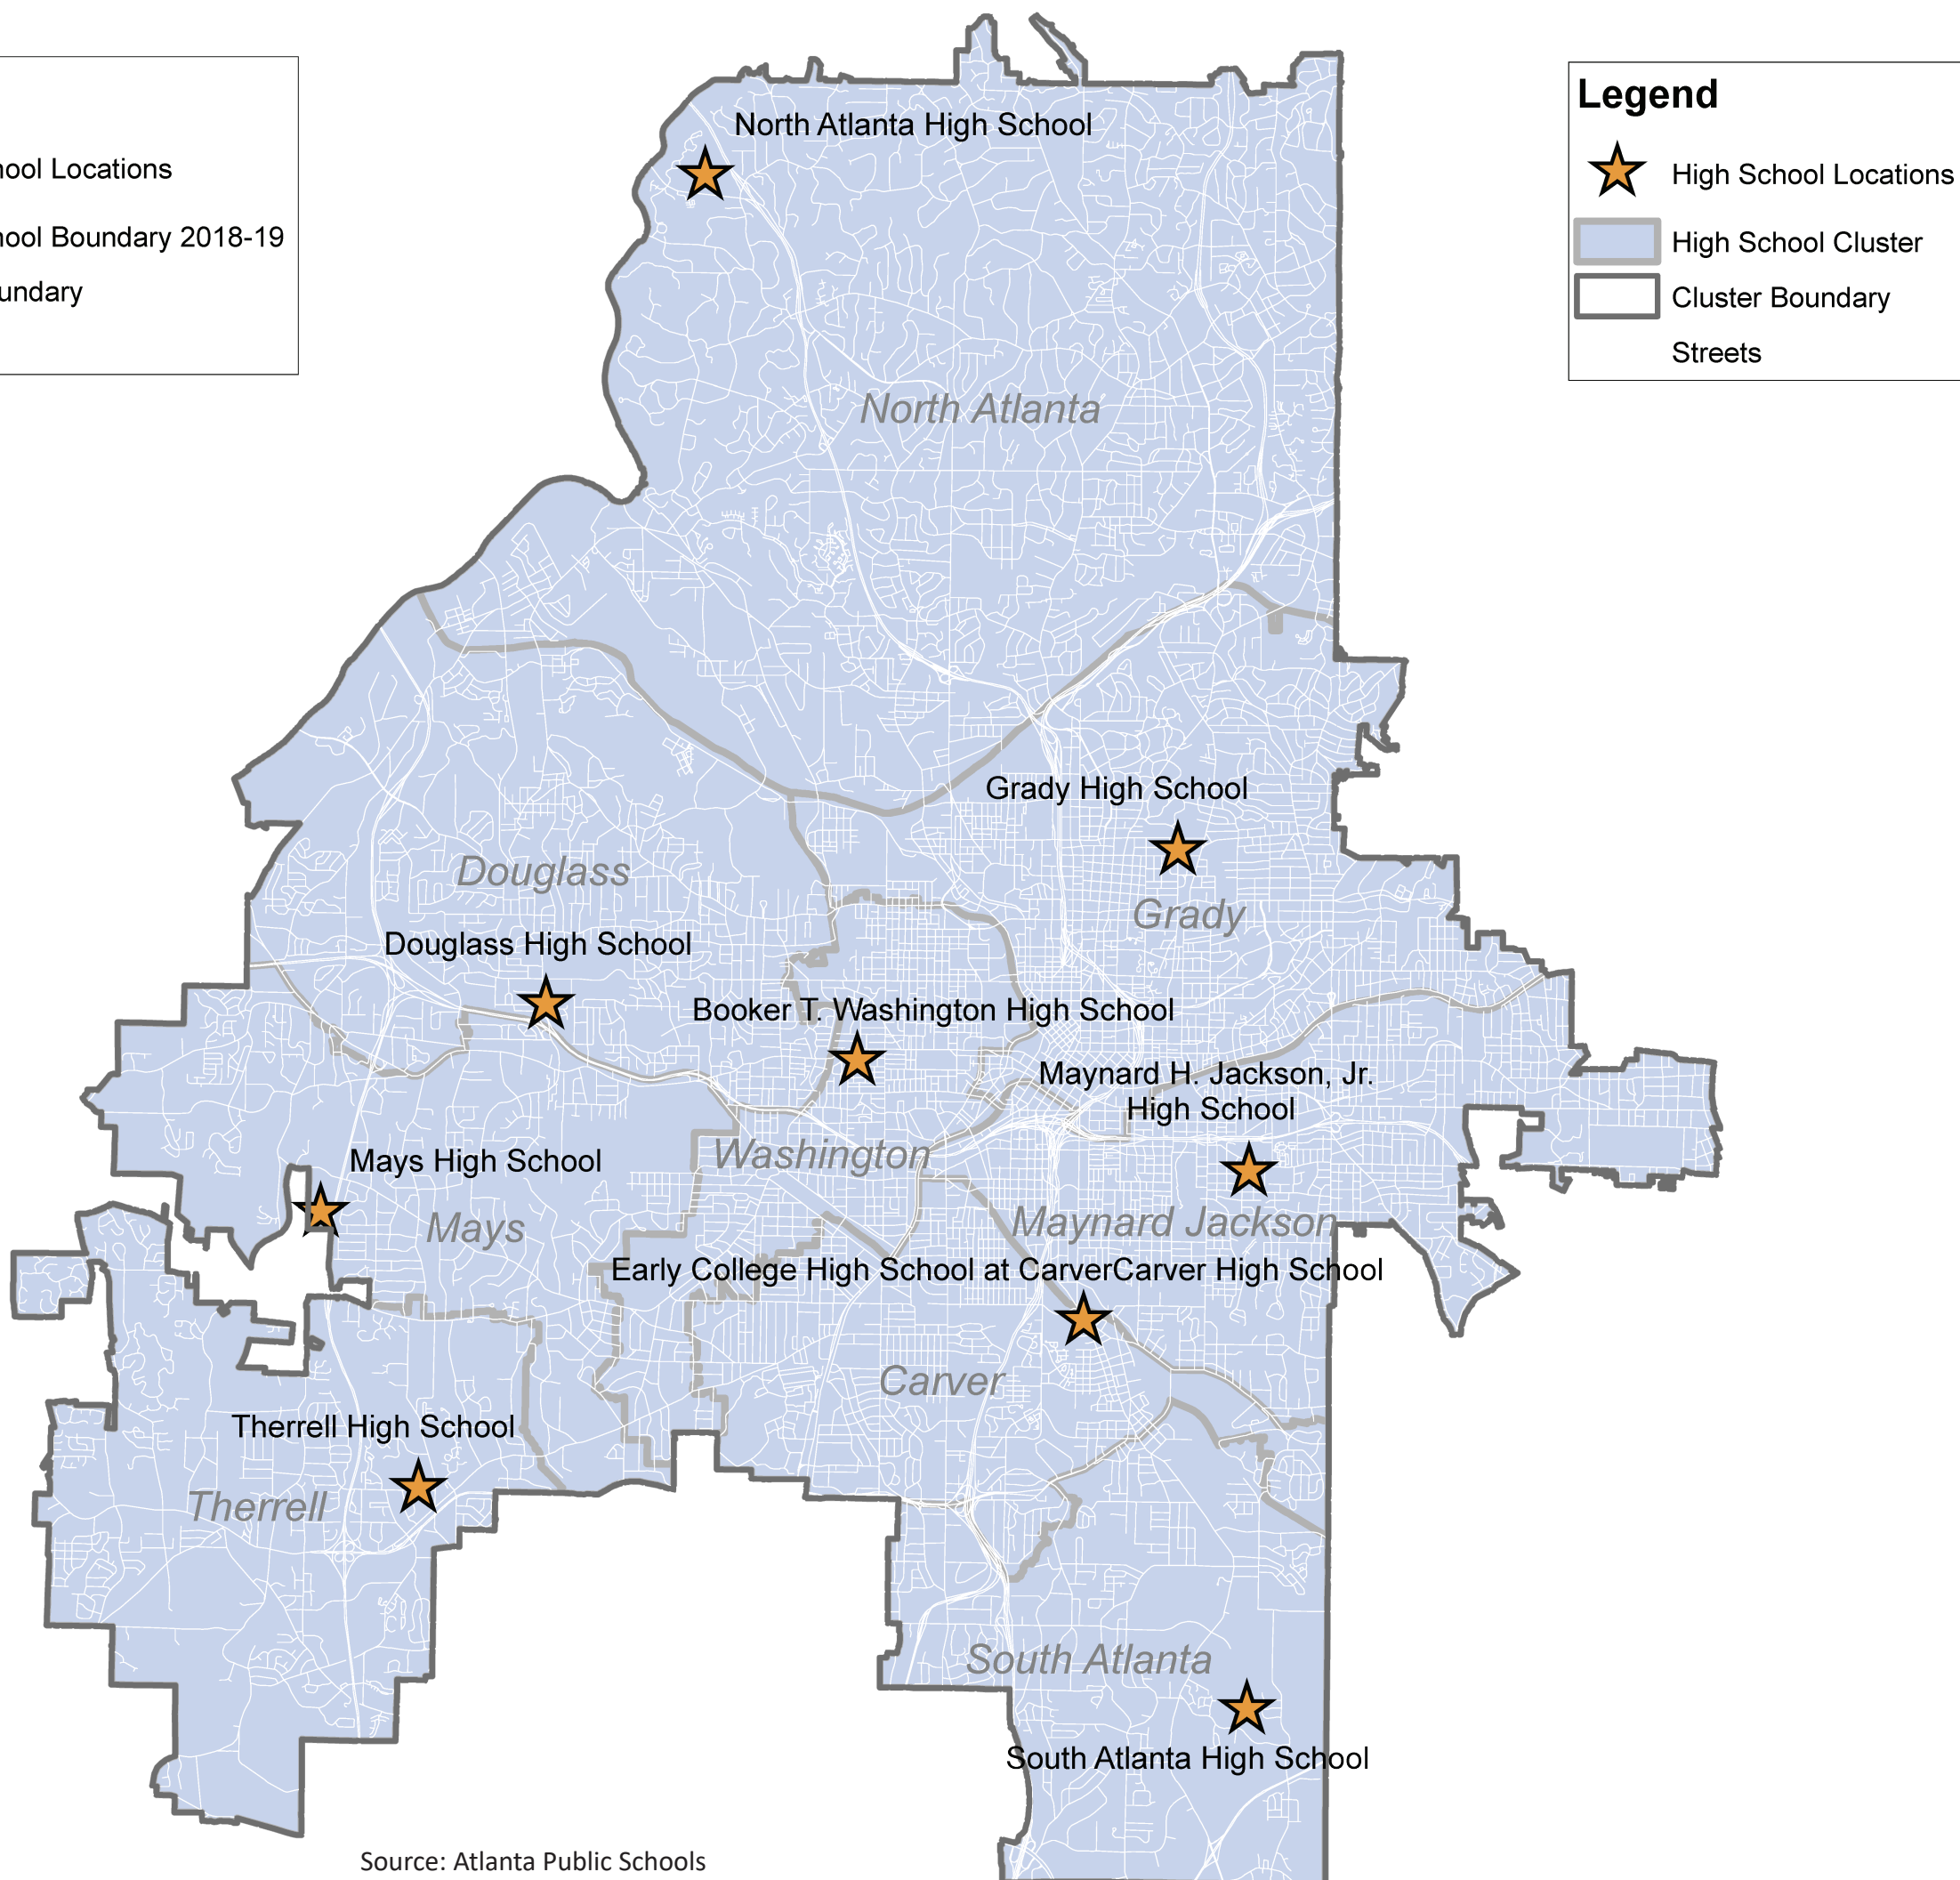 hool Locations
hool Boundary 2018-19
undary
Legend
High School Locations
High School Cluster
Cluster Boundary
Streets
North Atlanta High School
North Atlanta
Grady High School
Grady
Douglass
Douglass High School
Booker T. Washington High School
Maynard H. Jackson, Jr.
High School
Washington
Mays High School
Mays
Maynard Jackson
Early College High School at CarverCarver High School
Carver
Therrell High School
Therrell
South Atlanta
South Atlanta High School
Source: Atlanta Public Schools